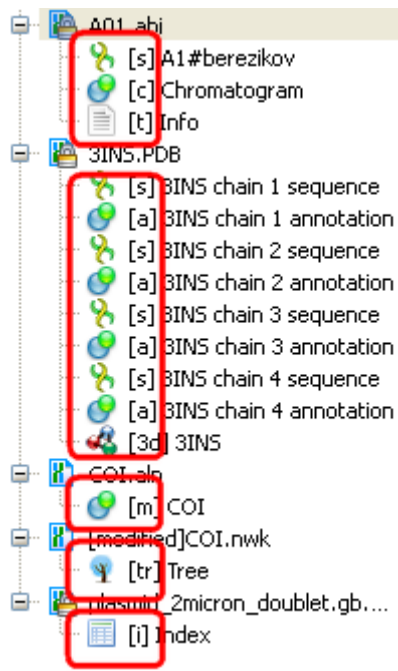 A01.abi
[s] A1#berezikov
[c] Chromatogram
[t] Info
3INS.PDB
[s] 3INS chain 1 sequence
[a] 3INS chain 1 annotation
[s] 3INS chain 2 sequence
[a] 3INS chain 2 annotation
[s] 3INS chain 3 sequence
[a] 3INS chain 3 annotation
[s] 3INS chain 4 sequence
[a] 3INS chain 4 annotation
[3d] 3INS
COI.aln
[m] COI
[modified]COI.nwk
[tr] Tree
plasmid_2micron_doublet.gb....
[i] Index